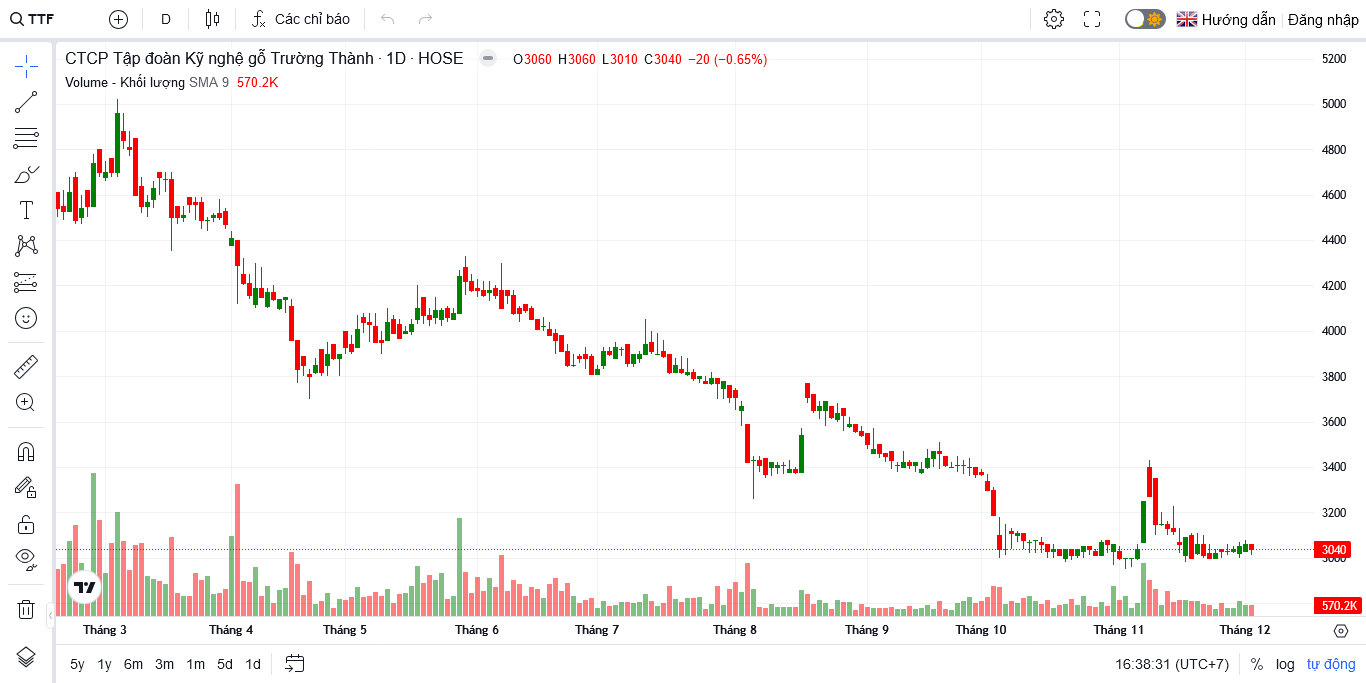 TTF D Các chỉ báo Hướng dẫn Đăng nhập
CTCP Tập đoàn Kỹ nghệ gỗ Trường Thành · 1D · HOSE O3060 H3060 L3010 C3040 −20 (−0.65%)
Volume - Khối lượng SMA 9 570.2K
5200
5000
4800
4600
4400
4200
4000
3800
3600
3400
3200
3040
3000
570.2K
Tháng 3 Tháng 4 Tháng 5 Tháng 6 Tháng 7 Tháng 8 Tháng 9 Tháng 10 Tháng 11 Tháng 12
5y 1y 6m 3m 1m 5d 1d 16:38:31 (UTC+7) % log tự động